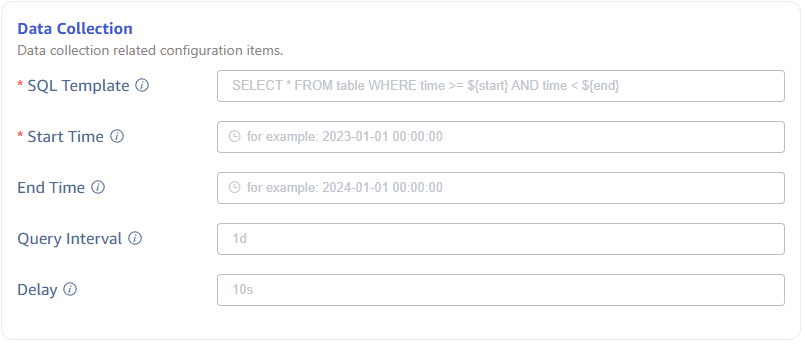 Data Collection
Data collection related configuration items.
* SQL Template
SELECT * FROM table WHERE time >= ${start} AND time < ${end}
* Start Time
for example: 2023-01-01 00:00:00
End Time
for example: 2024-01-01 00:00:00
Query Interval
1d
Delay
10s